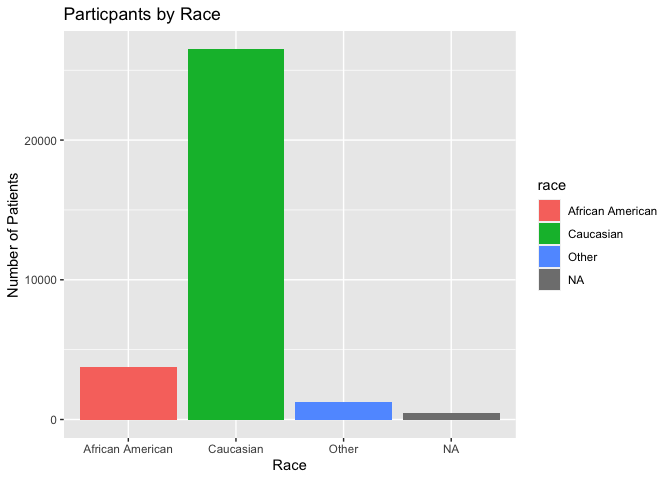 Particpants by Race
Number of Patients
20000
10000
0
African American
Caucasian
Other
NA
Race
race
African American
Caucasian
Other
NA